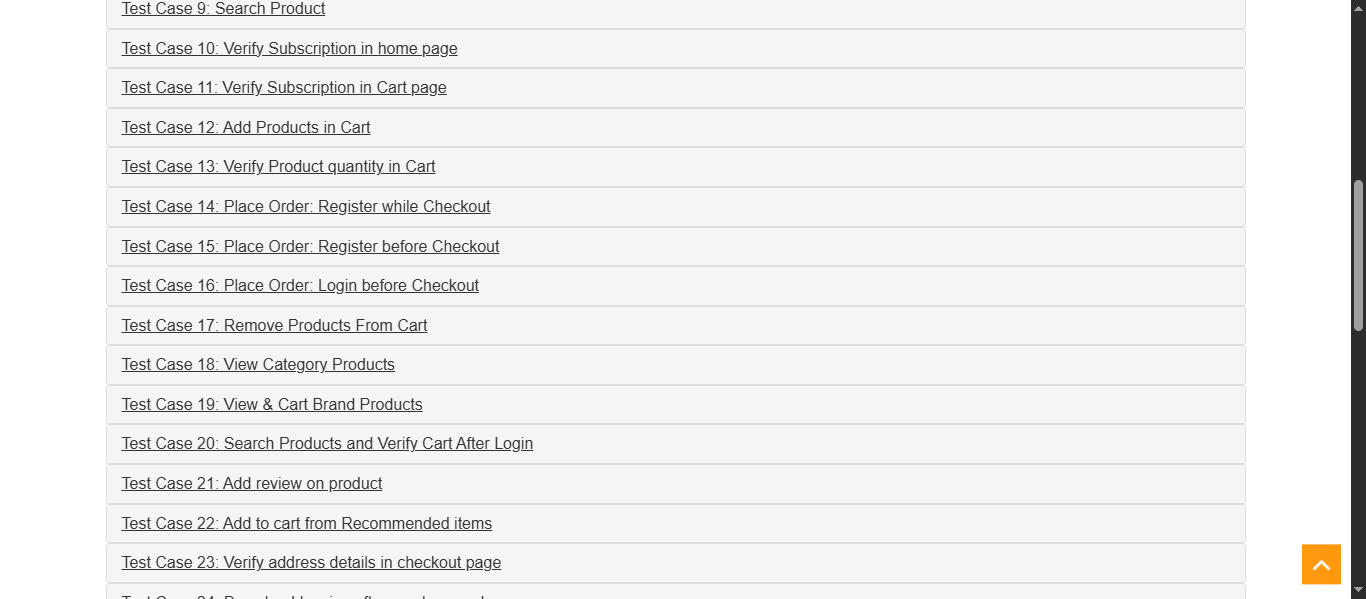 Test Case 9: Search Product
Test Case 10: Verify Subscription in home page
Test Case 11: Verify Subscription in Cart page
Test Case 12: Add Products in Cart
Test Case 13: Verify Product quantity in Cart
Test Case 14: Place Order: Register while Checkout
Test Case 15: Place Order: Register before Checkout
Test Case 16: Place Order: Login before Checkout
Test Case 17: Remove Products From Cart
Test Case 18: View Category Products
Test Case 19: View & Cart Brand Products
Test Case 20: Search Products and Verify Cart After Login
Test Case 21: Add review on product
Test Case 22: Add to cart from Recommended items
Test Case 23: Verify address details in checkout page
Test Case 24: